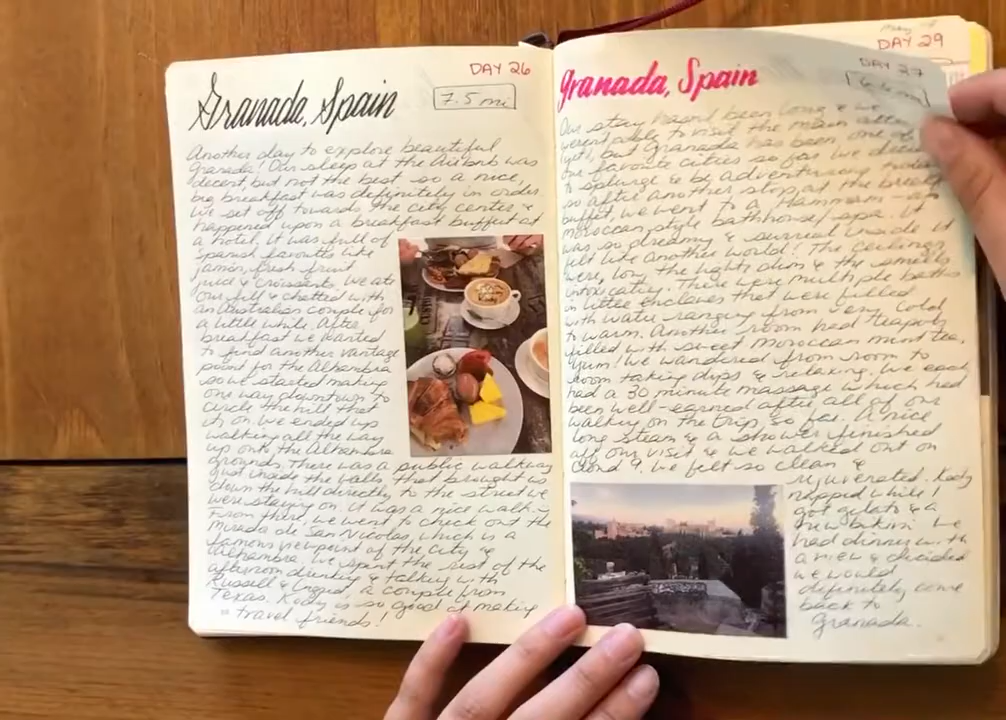 Granada, Spain
DAY 26
7.5 mi
Another day to explore beautiful
Granada! Our sleep at the Airbnb was
decent, but not the best so a nice,
big breakfast was definitely in order
we set off towards the city center &
happened upon a breakfast buffet at
a hotel. It was full of
Spanish favorites like
jamón, fresh fruit,
juice & croissants. We ate
our fill & chatted with
an Australian couple for
a little while. After
breakfast we wanted
to find another vantage
point for the Alhambra
so we started making
our way downtown to
circle the hill that
it's on. We ended up
walking all the way
up onto the Alhambra
grounds. There was a public walkway
just inside the walls that brought us
down the hill directly to the street we
were staying on. It was a nice walk.
From there, we went to check out the
Mirado de San Nicolas which is a
famous viewpoint of the city &
Alhambra. We spent the rest of the
afternoon drinking & talking with
Russell & Ingrid, a couple from
Texas. Kody is so good at making
travel friends!
Granada, Spain
DAY 29
DAY 27
Our stay hasn't been long & we
weren't able to visit the main
yet, but Granada has been one of
our favorite cities so far. We
to splurge & be adventurous
so after another stop at the
buffet, we went to a Hammam
moroccan style bathhouse/spa. It
was so dreamy & surreal inside. It
felt like another world! The ceilings
were low, the lights dim & the smells
intoxicating. There were multiple baths
in little enclaves that were filled
with water ranging from very cold
to warm. Another room had teapots
filled with sweet moroccan mint tea.
Yum! We wandered from room to
room taking dips & relaxing. We each
had a 30 minute massage which had
been well-earned after all of our
walking on the trip so far. A nice
long steam & a shower finished
off our visit & we walked out on
cloud 9. We felt so clean &
rejuvenated. Kody
napped while I
got gelato & a
new bikini. We
had dinner with
a view & decided
we would
definitely come
back to
Granada.